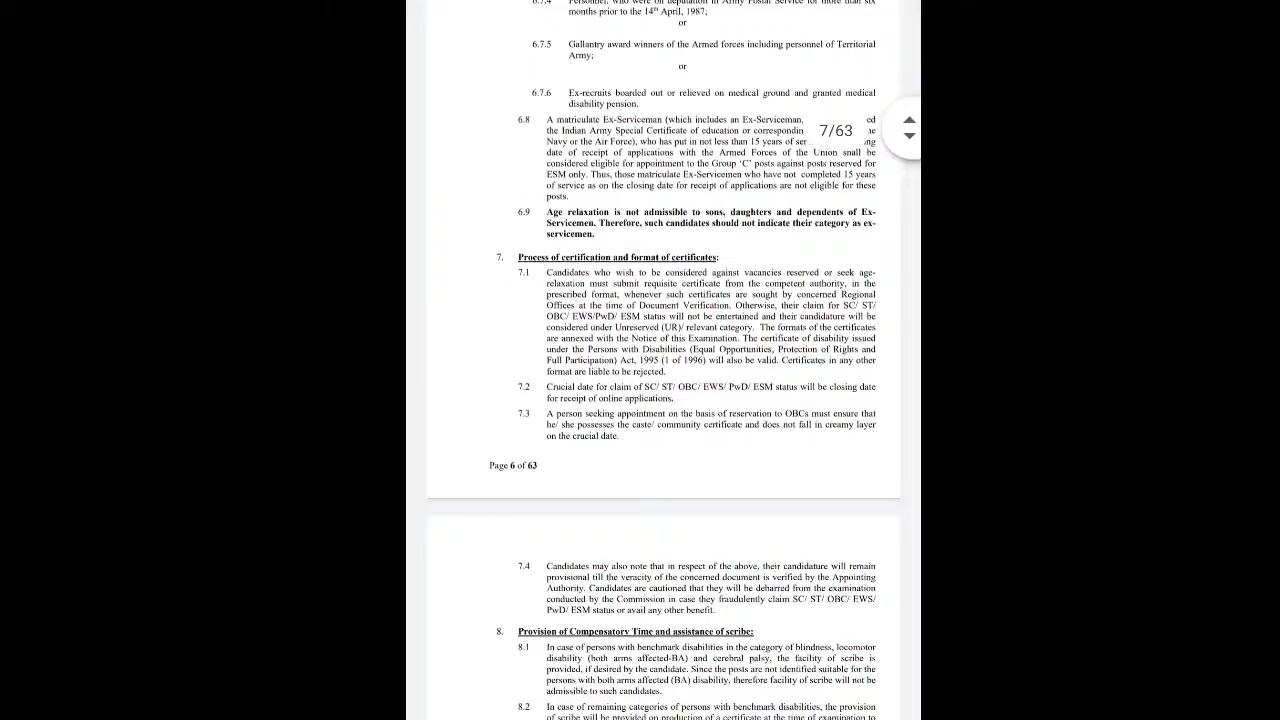 6.7.4 Personnel, who were on deputation in Army Postal Service for more than six
months prior to the 14th April, 1987;
or
6.7.5 Gallantry award winners of the Armed forces including personnel of Territorial
Army;
or
6.7.6 Ex-recruits boarded out or relieved on medical ground and granted medical
disability pension.
6.8 A matriculate Ex-Serviceman (which includes an Ex-Serviceman, ed
the Indian Army Special Certificate of education or correspondin
7/63
Navy or the Air Force), who has put in not less than 15 years of ser ng
date of receipt of applications with the Armed Forces of the Union shall be
considered eligible for appointment to the Group ‘C’ posts against posts reserved for
ESM only. Thus, those matriculate Ex-Servicemen who have not completed 15 years
of service as on the closing date for receipt of applications are not eligible for these
posts.
6.9 Age relaxation is not admissible to sons, daughters and dependents of Ex-
Servicemen. Therefore, such candidates should not indicate their category as ex-
servicemen.
7. Process of certification and format of certificates:
7.1 Candidates who wish to be considered against vacancies reserved or seek age-
relaxation must submit requisite certificate from the competent authority, in the
prescribed format, whenever such certificates are sought by concerned Regional
Offices at the time of Document Verification. Otherwise, their claim for SC/ ST/
OBC/ EWS/PwD/ ESM status will not be entertained and their candidature will be
considered under Unreserved (UR)/ relevant category. The formats of the certificates
are annexed with the Notice of this Examination. The certificate of disability issued
under the Persons with Disabilities (Equal Opportunities, Protection of Rights and
Full Participation) Act, 1995 (1 of 1996) will also be valid. Certificates in any other
format are liable to be rejected.
7.2 Crucial date for claim of SC/ ST/ OBC/ EWS/ PwD/ ESM status will be closing date
for receipt of online applications.
7.3 A person seeking appointment on the basis of reservation to OBCs must ensure that
he/ she possesses the caste/ community certificate and does not fall in creamy layer
on the crucial date.
Page 6 of 63
7.4 Candidates may also note that in respect of the above, their candidature will remain
provisional till the veracity of the concerned document is verified by the Appointing
Authority. Candidates are cautioned that they will be debarred from the examination
conducted by the Commission in case they fraudulently claim SC/ ST/ OBC/ EWS/
PwD/ ESM status or avail any other benefit.
8. Provision of Compensatory Time and assistance of scribe:
8.1 In case of persons with benchmark disabilities in the category of blindness, locomotor
disability (both arms affected-BA) and cerebral palsy, the facility of scribe is
provided, if desired by the candidate. Since the posts are not identified suitable for the
persons with both arms affected (BA) disability, therefore facility of scribe will not be
admissible to such candidates.
8.2 In case of remaining categories of persons with benchmark disabilities, the provision
of scribe will be provided on production of a certificate at the time of examination to